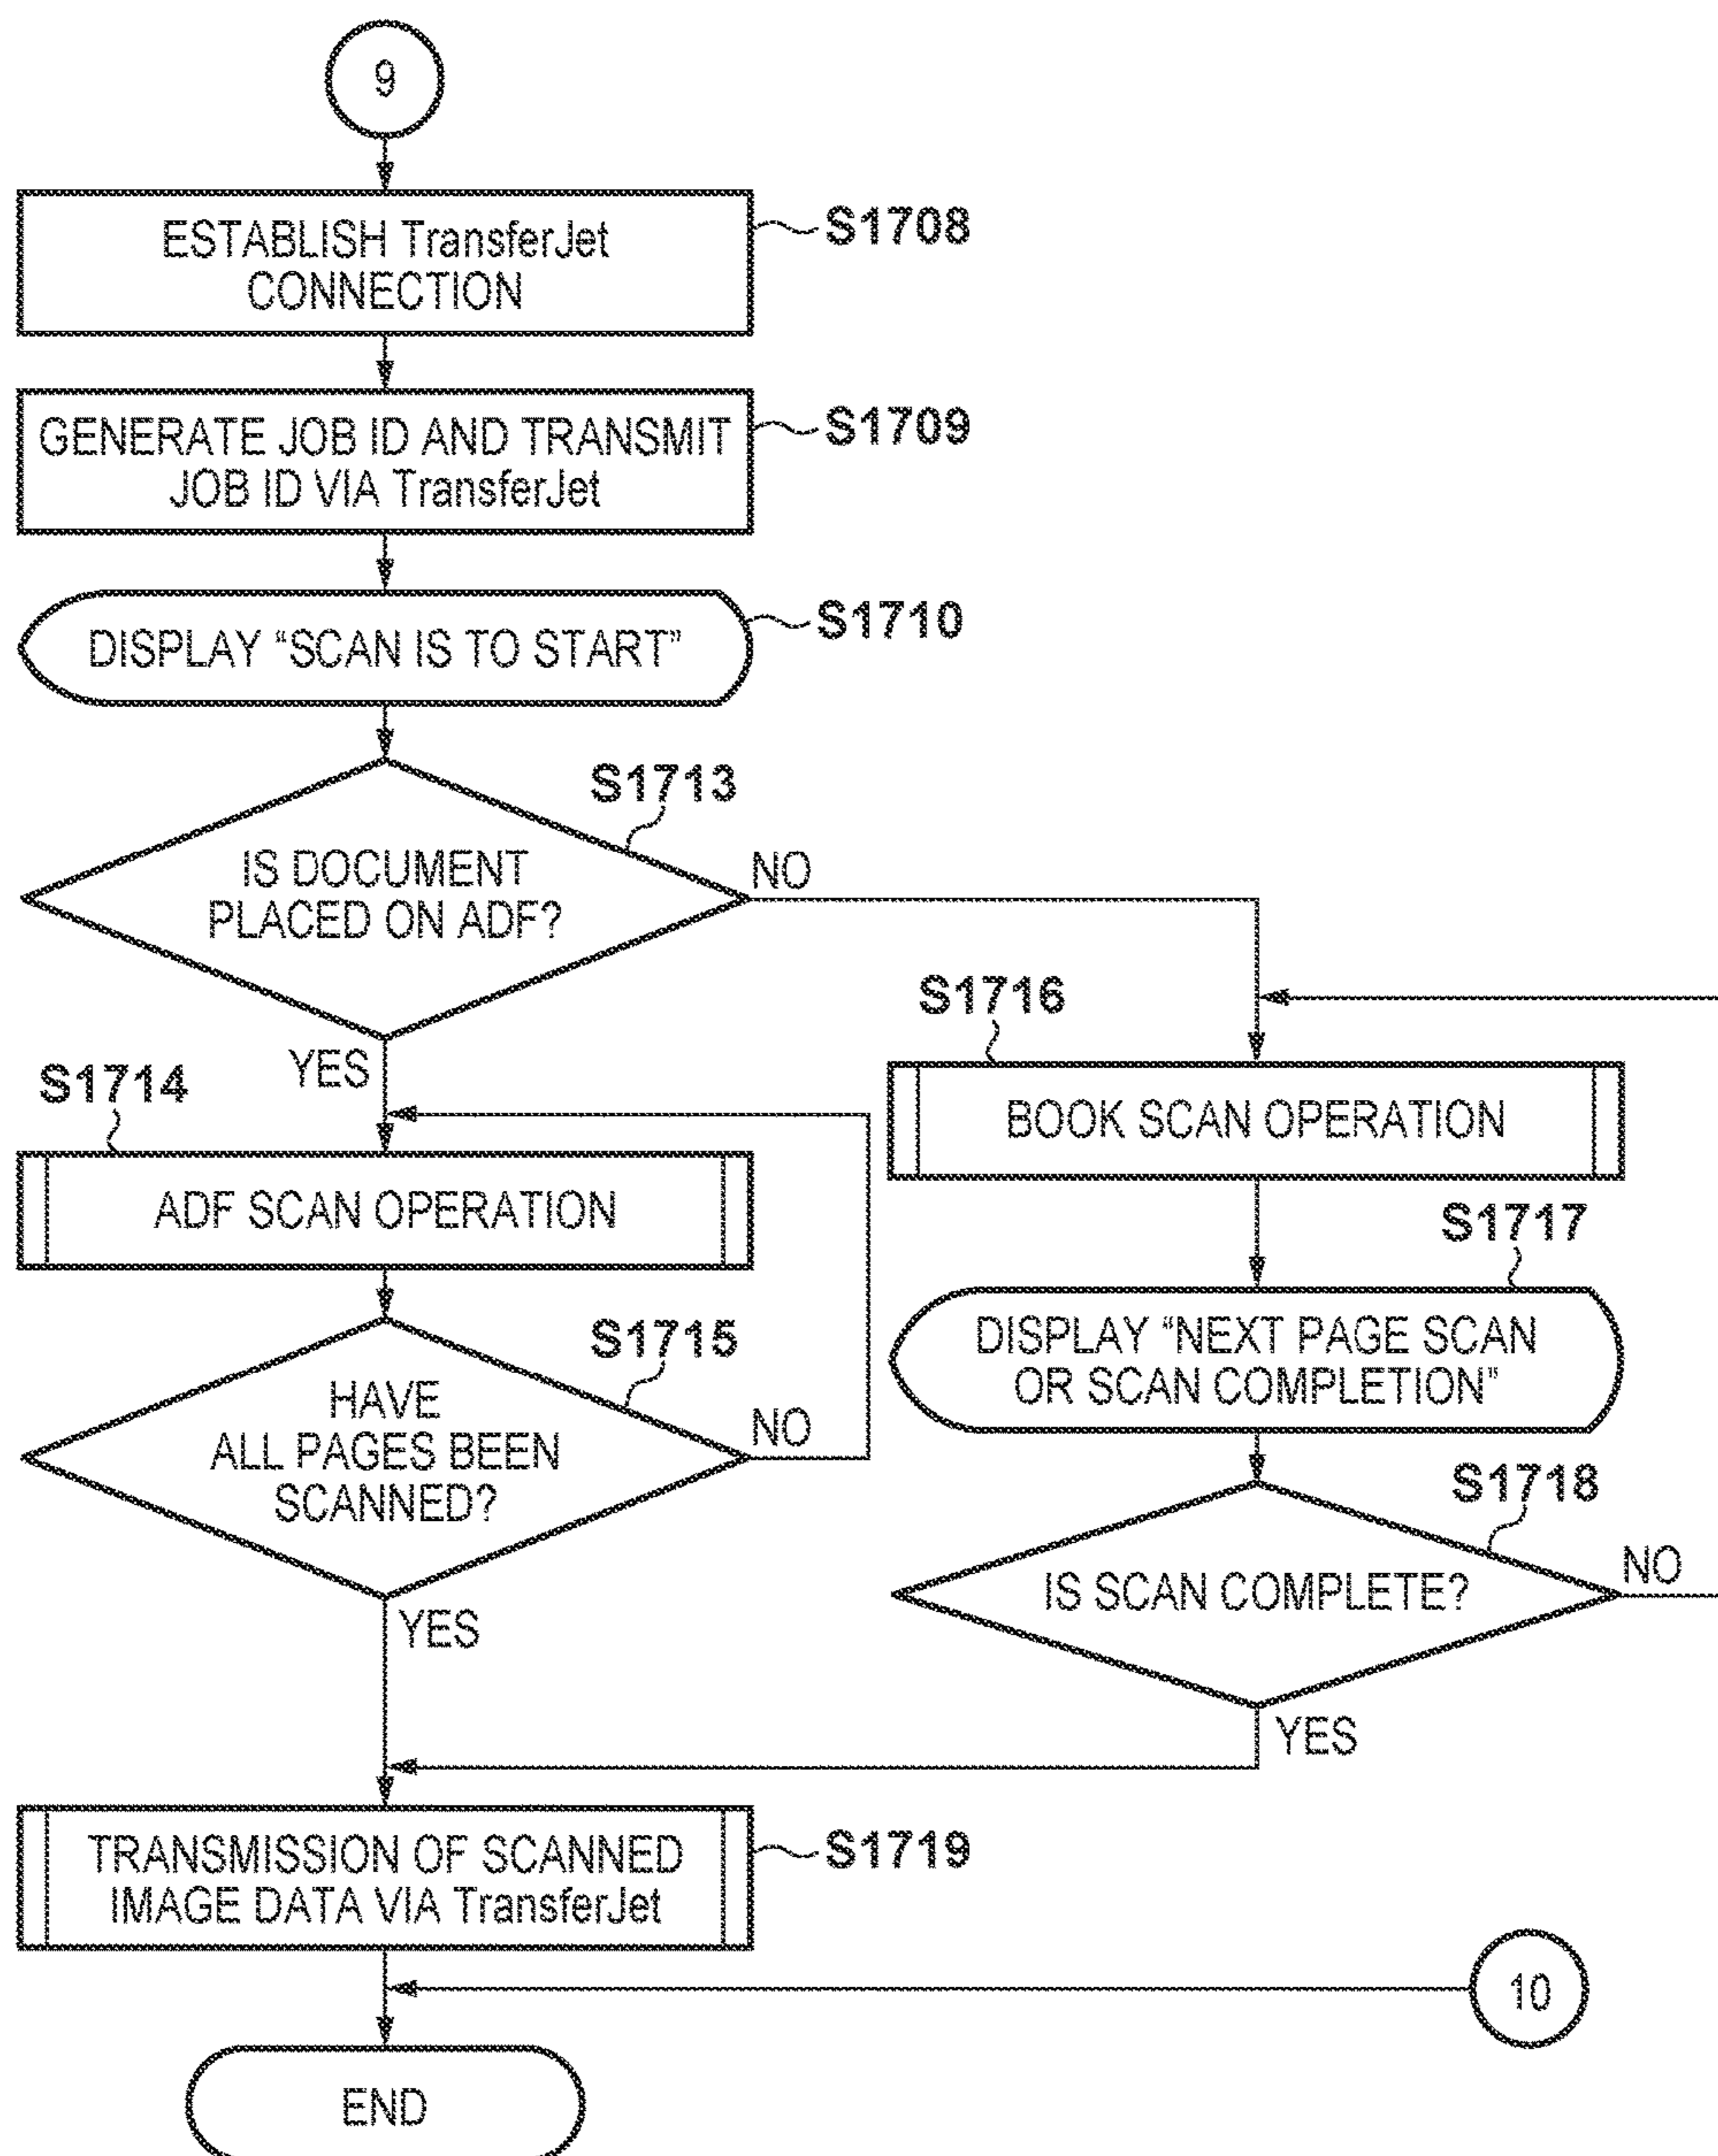 9
ESTABLISH TransferJet
CONNECTION
S1708
GENERATE JOB ID AND TRANSMIT
JOB ID VIA TransferJet
S1709
DISPLAY “SCAN IS TO START”
S1710
S1713
IS DOCUMENT
PLACED ON ADF?
NO
YES
S1714
ADF SCAN OPERATION
S1715
HAVE
ALL PAGES BEEN
SCANNED?
NO
YES
S1716
BOOK SCAN OPERATION
S1717
DISPLAY “NEXT PAGE SCAN
OR SCAN COMPLETION”
S1718
IS SCAN COMPLETE?
NO
YES
TRANSMISSION OF SCANNED
IMAGE DATA VIA TransferJet
S1719
10
END